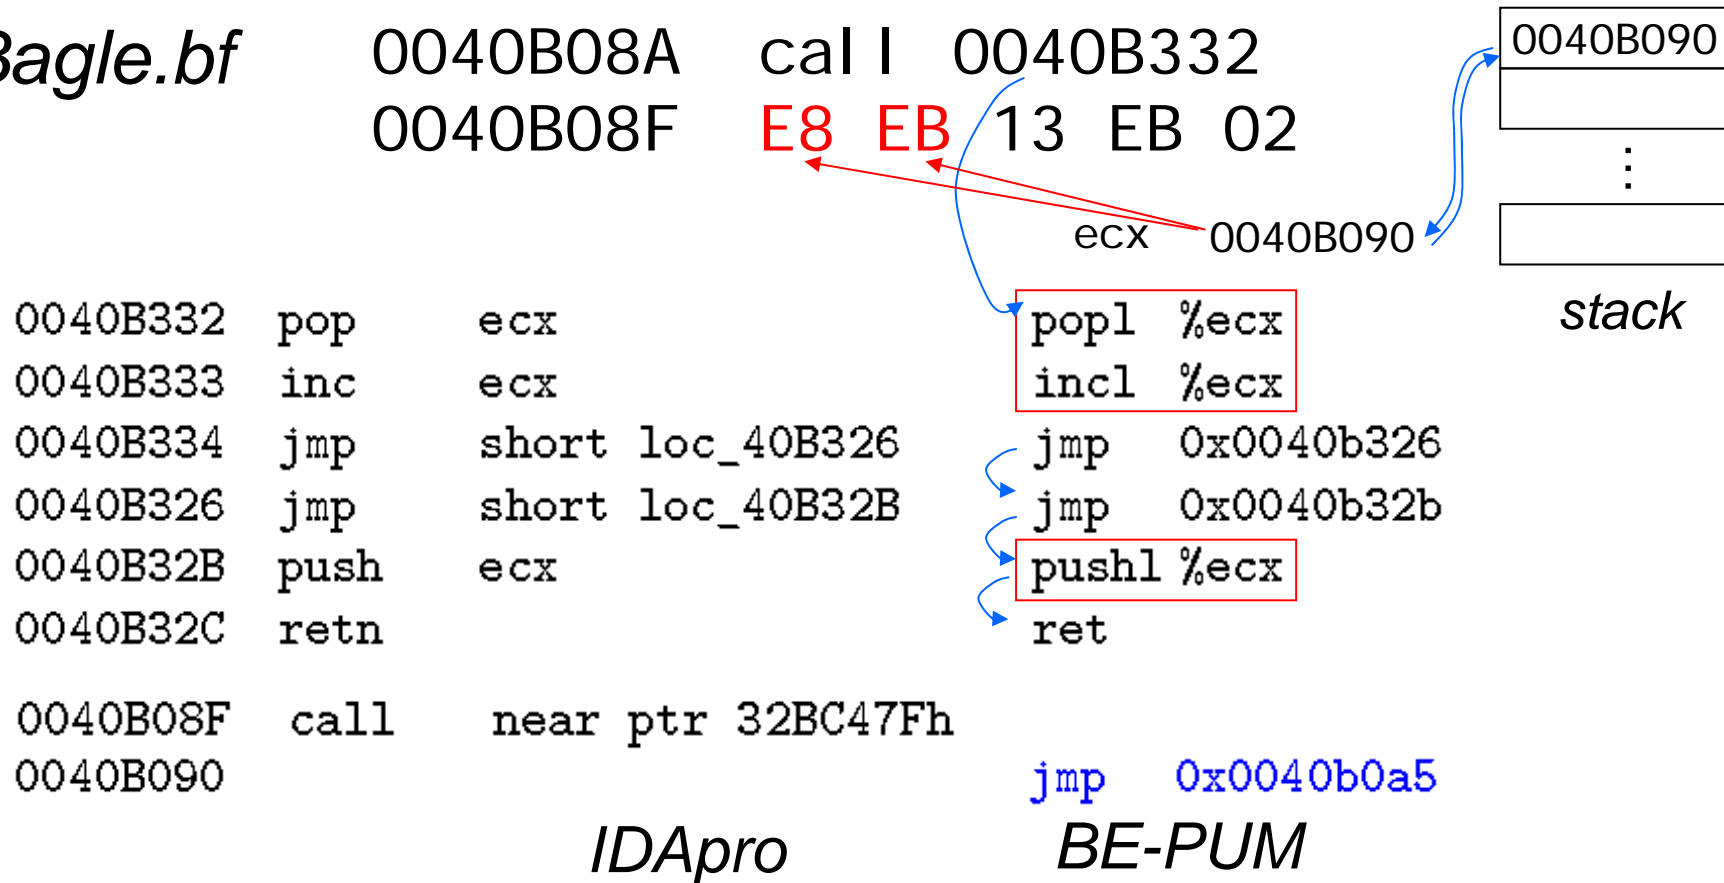 Bagle.bf 0040B08A call 0040B332 0040B090
0040B08F E8 EB 13 EB 02
⋮
ecx 0040B090
stack
0040B332 pop ecx popl %ecx
0040B333 inc ecx incl %ecx
0040B334 jmp short loc_40B326 jmp 0x0040b326
0040B326 jmp short loc_40B32B jmp 0x0040b32b
0040B32B push ecx pushl %ecx
0040B32C retn ret
0040B08F call near ptr 32BC47Fh
0040B090 jmp 0x0040b0a5
IDApro BE-PUM